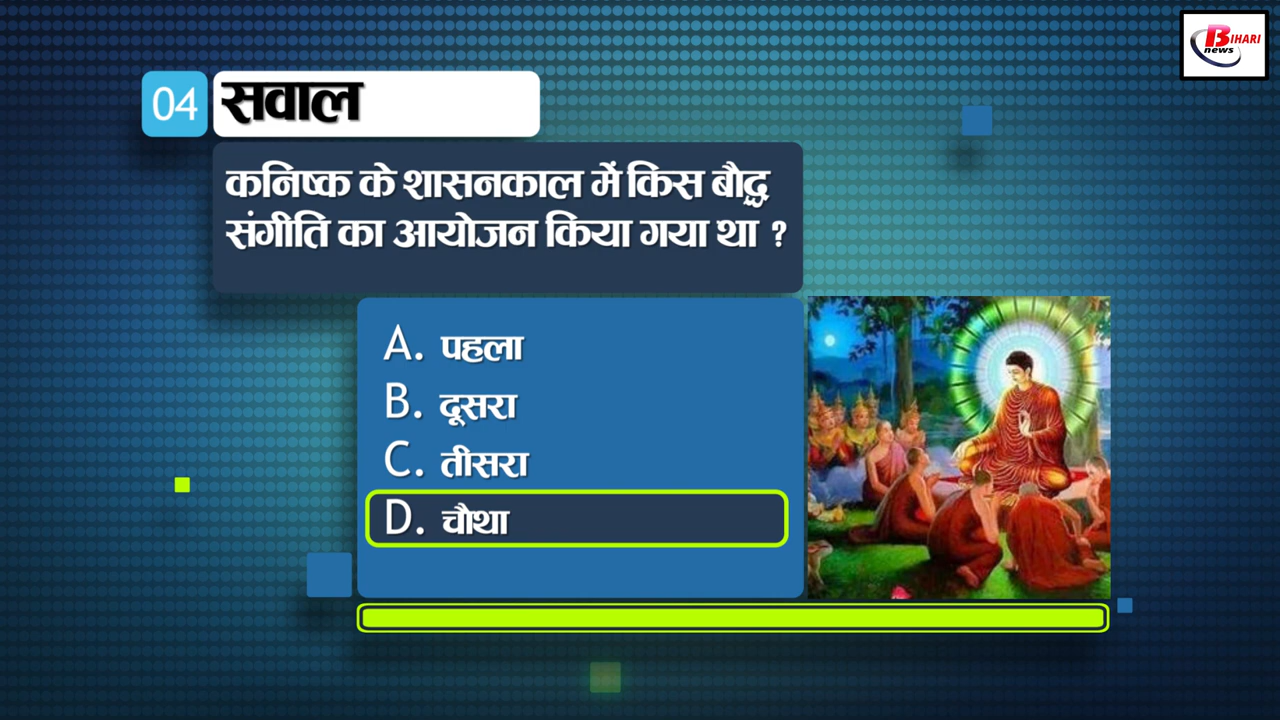 BIHARI
news
04 सवाल
कनिष्क के शासनकाल में किस बौद्ध
संगीति का आयोजन किया गया था ?
A. पहला
B. दूसरा
C. तीसरा
D. चौथा